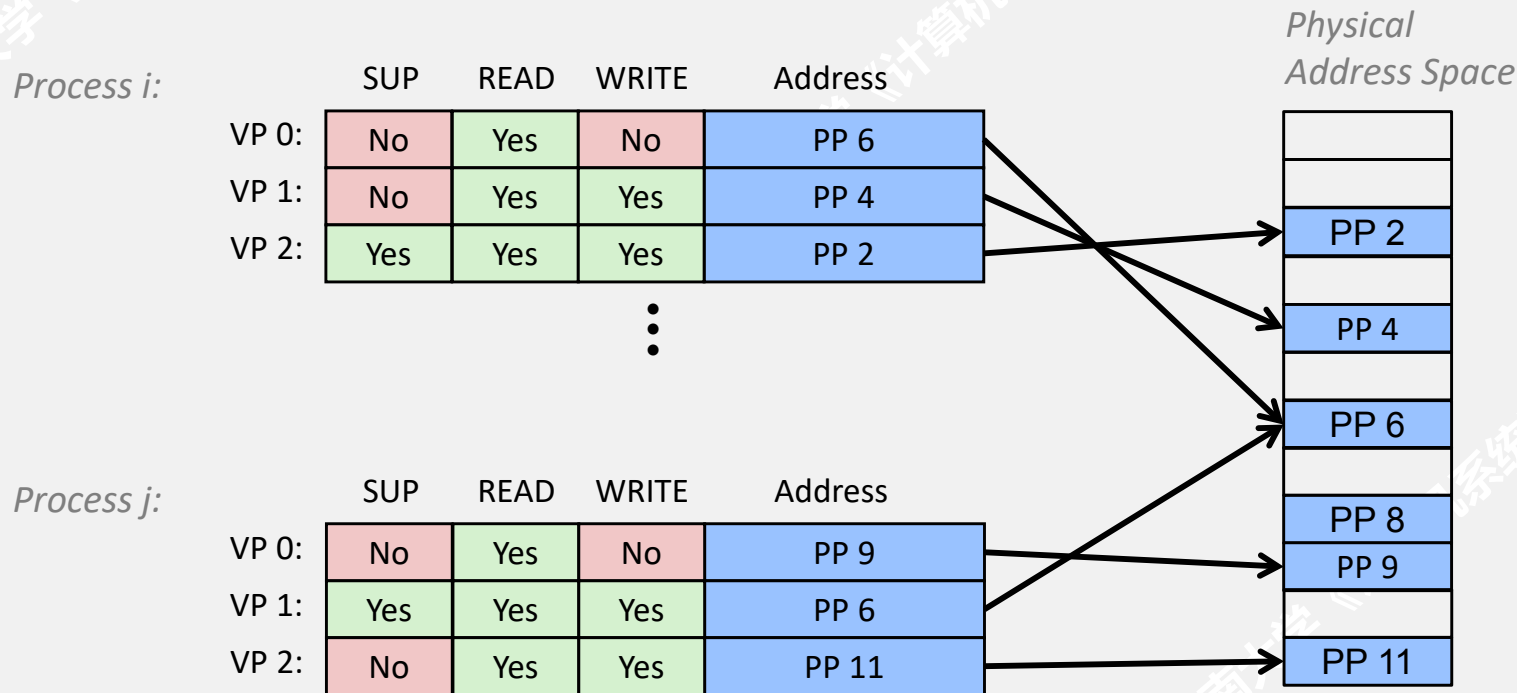 Physical
Address Space
Process i:
SUP READ WRITE Address
VP 0: No Yes No PP 6
VP 1: No Yes Yes PP 4
VP 2: Yes Yes Yes PP 2
PP 2
PP 4
PP 6
Process j:
SUP READ WRITE Address
VP 0: No Yes No PP 9
VP 1: Yes Yes Yes PP 6
VP 2: No Yes Yes PP 11
PP 8
PP 9
PP 11